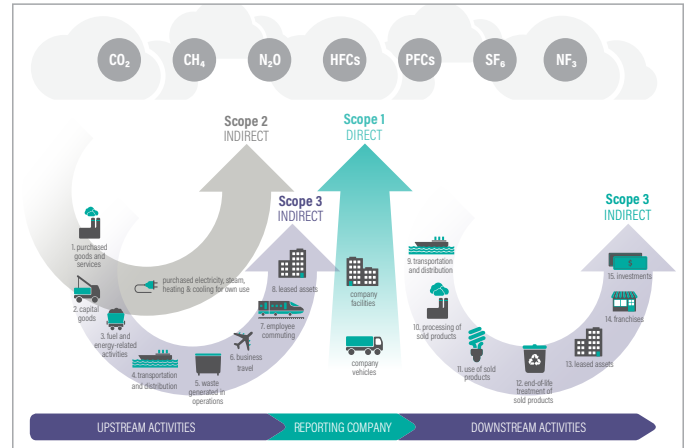 CO₂
CH₄
N₂O
HFCs
PFCs
SF₆
NF₃
Scope 2
INDIRECT
Scope 1
DIRECT
Scope 3
INDIRECT
Scope 3
INDIRECT
1. purchased
goods and
services
2. capital
goods
3. fuel and
energy-related
activities
purchased electricity, steam,
heating & cooling for own use
4. transportation
and distribution
5. waste
generated in
operations
6. business
travel
7. employee
commuting
8. leased assets
company
facilities
company
vehicles
9. transportation
and distribution
10. processing of
sold products
11. use of sold
products
12. end-of-life
treatment of
sold products
13. leased assets
14. franchises
15. investments
$
UPSTREAM ACTIVITIES
REPORTING COMPANY
DOWNSTREAM ACTIVITIES